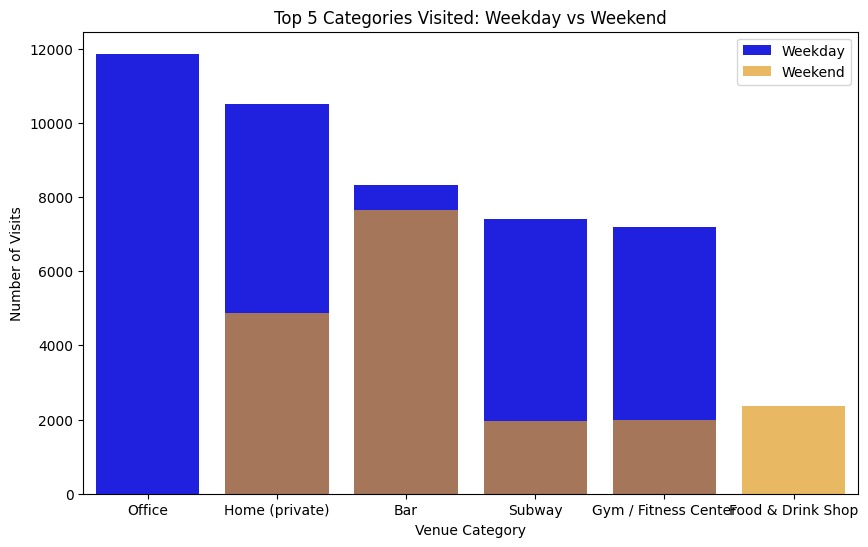 Top 5 Categories Visited: Weekday vs Weekend
Weekday
Weekend
Number of Visits
12000
10000
8000
6000
4000
2000
0
Office
Home (private)
Bar
Subway
Gym / Fitness Center
Food & Drink Shop
Venue Category